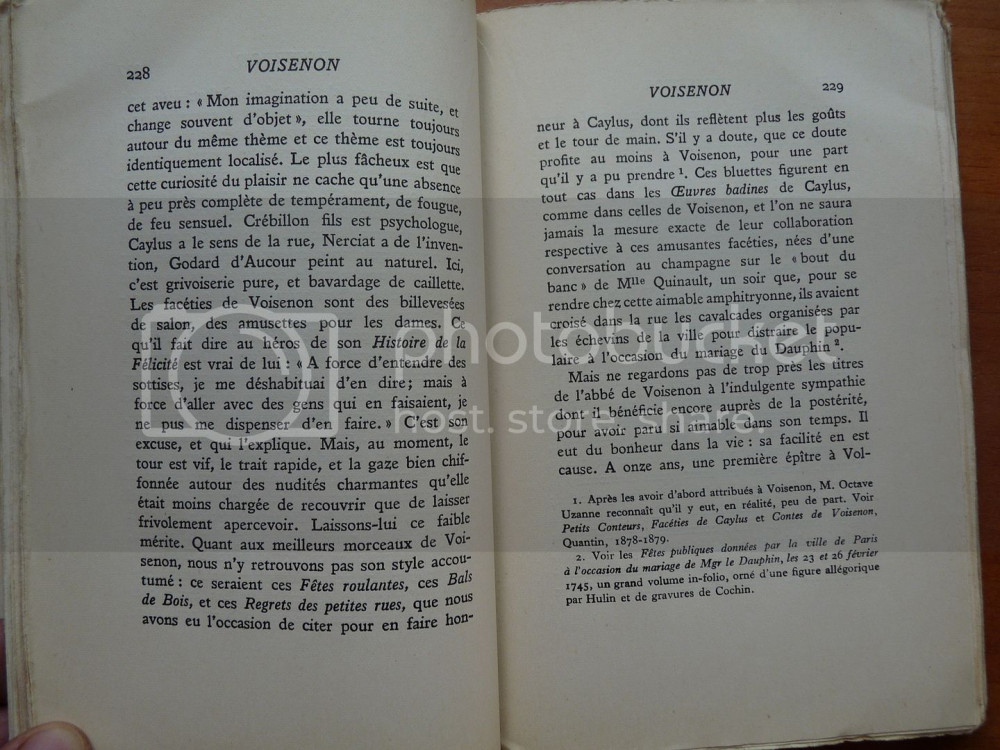 228
VOISENON
cet aveu : « Mon imagination a peu de suite, et
change souvent d'objet », elle tourne toujours
autour du même thème et ce thème est toujours
identiquement localisé. Le plus fâcheux est que
cette curiosité du plaisir ne cache qu'une absence
à peu près complète de tempérament, de fougue,
de feu sensuel. Crébillon fils est psychologue,
Caylus a le sens de la rue, Nerciat a de l'inven-
tion, Godard d'Aucour peint au naturel. Ici,
c'est grivoiserie pure, et bavardage de caillette.
Les facéties de Voisenon sont des billevesées
de salon, des amusettes pour les dames. Ce
qu'il fait dire au héros de son Histoire de la
Félicité est vrai de lui : « A force d'entendre des
sottises, je me déshabituai d'en dire; mais à
force d'aller avec des gens qui en faisaient, je
ne pus me dispenser d'en faire. » C'est son
excuse, et qui l'explique. Mais, au moment, le
tour est vif, le trait rapide, et la gaze bien chif-
fonnée autour des nudités charmantes qu'elle
était moins chargée de recouvrir que de laisser
frivolement apercevoir. Laissons-lui ce faible
mérite. Quant aux meilleurs morceaux de Voi-
senon, nous n'y retrouvons pas son style accou-
tumé : ce seraient ces Fêtes roulantes, ces Bals
de Bois, et ces Regrets des petites rues, que nous
avons eu l'occasion de citer pour en faire hon-
VOISENON
229
neur à Caylus, dont ils reflètent plus les goûts
et le tour de main. S'il y a doute, que ce doute
profite au moins à Voisenon, pour une part
qu'il y a pu prendre 1. Ces bluettes figurent en
tout cas dans les Œuvres badines de Caylus,
comme dans celles de Voisenon, et l'on ne saura
jamais la mesure exacte de leur collaboration
respective à ces amusantes facéties, nées d'une
conversation au champagne sur le « bout du
banc » de Mlle Quinault, un soir que, pour se
rendre chez cette aimable amphitryonne, ils avaient
croisé dans la rue les cavalcades organisées par
les échevins de la ville pour distraire le popu-
laire à l'occasion du mariage du Dauphin 2.
Mais ne regardons pas de trop près les titres
de l'abbé de Voisenon à l'indulgente sympathie
dont il bénéficie encore auprès de la postérité,
pour avoir paru si aimable dans son temps. Il
eut du bonheur dans la vie : sa facilité en est
cause. A onze ans, une première épître à Vol-
1. Après les avoir d'abord attribués à Voisenon, M. Octave
Uzanne reconnaît qu'il y eut, en réalité, peu de part. Voir
Petits Conteurs, Facéties de Caylus et Contes de Voisenon,
Quantin, 1878-1879.
2. Voir les Fêtes publiques données par la ville de Paris
à l'occasion du mariage de Mgr le Dauphin, les 23 et 26 février
1745, un grand volume in-folio, orné d'une figure allégorique
par Hulin et de gravures de Cochin.
photobucket
host. store. share.